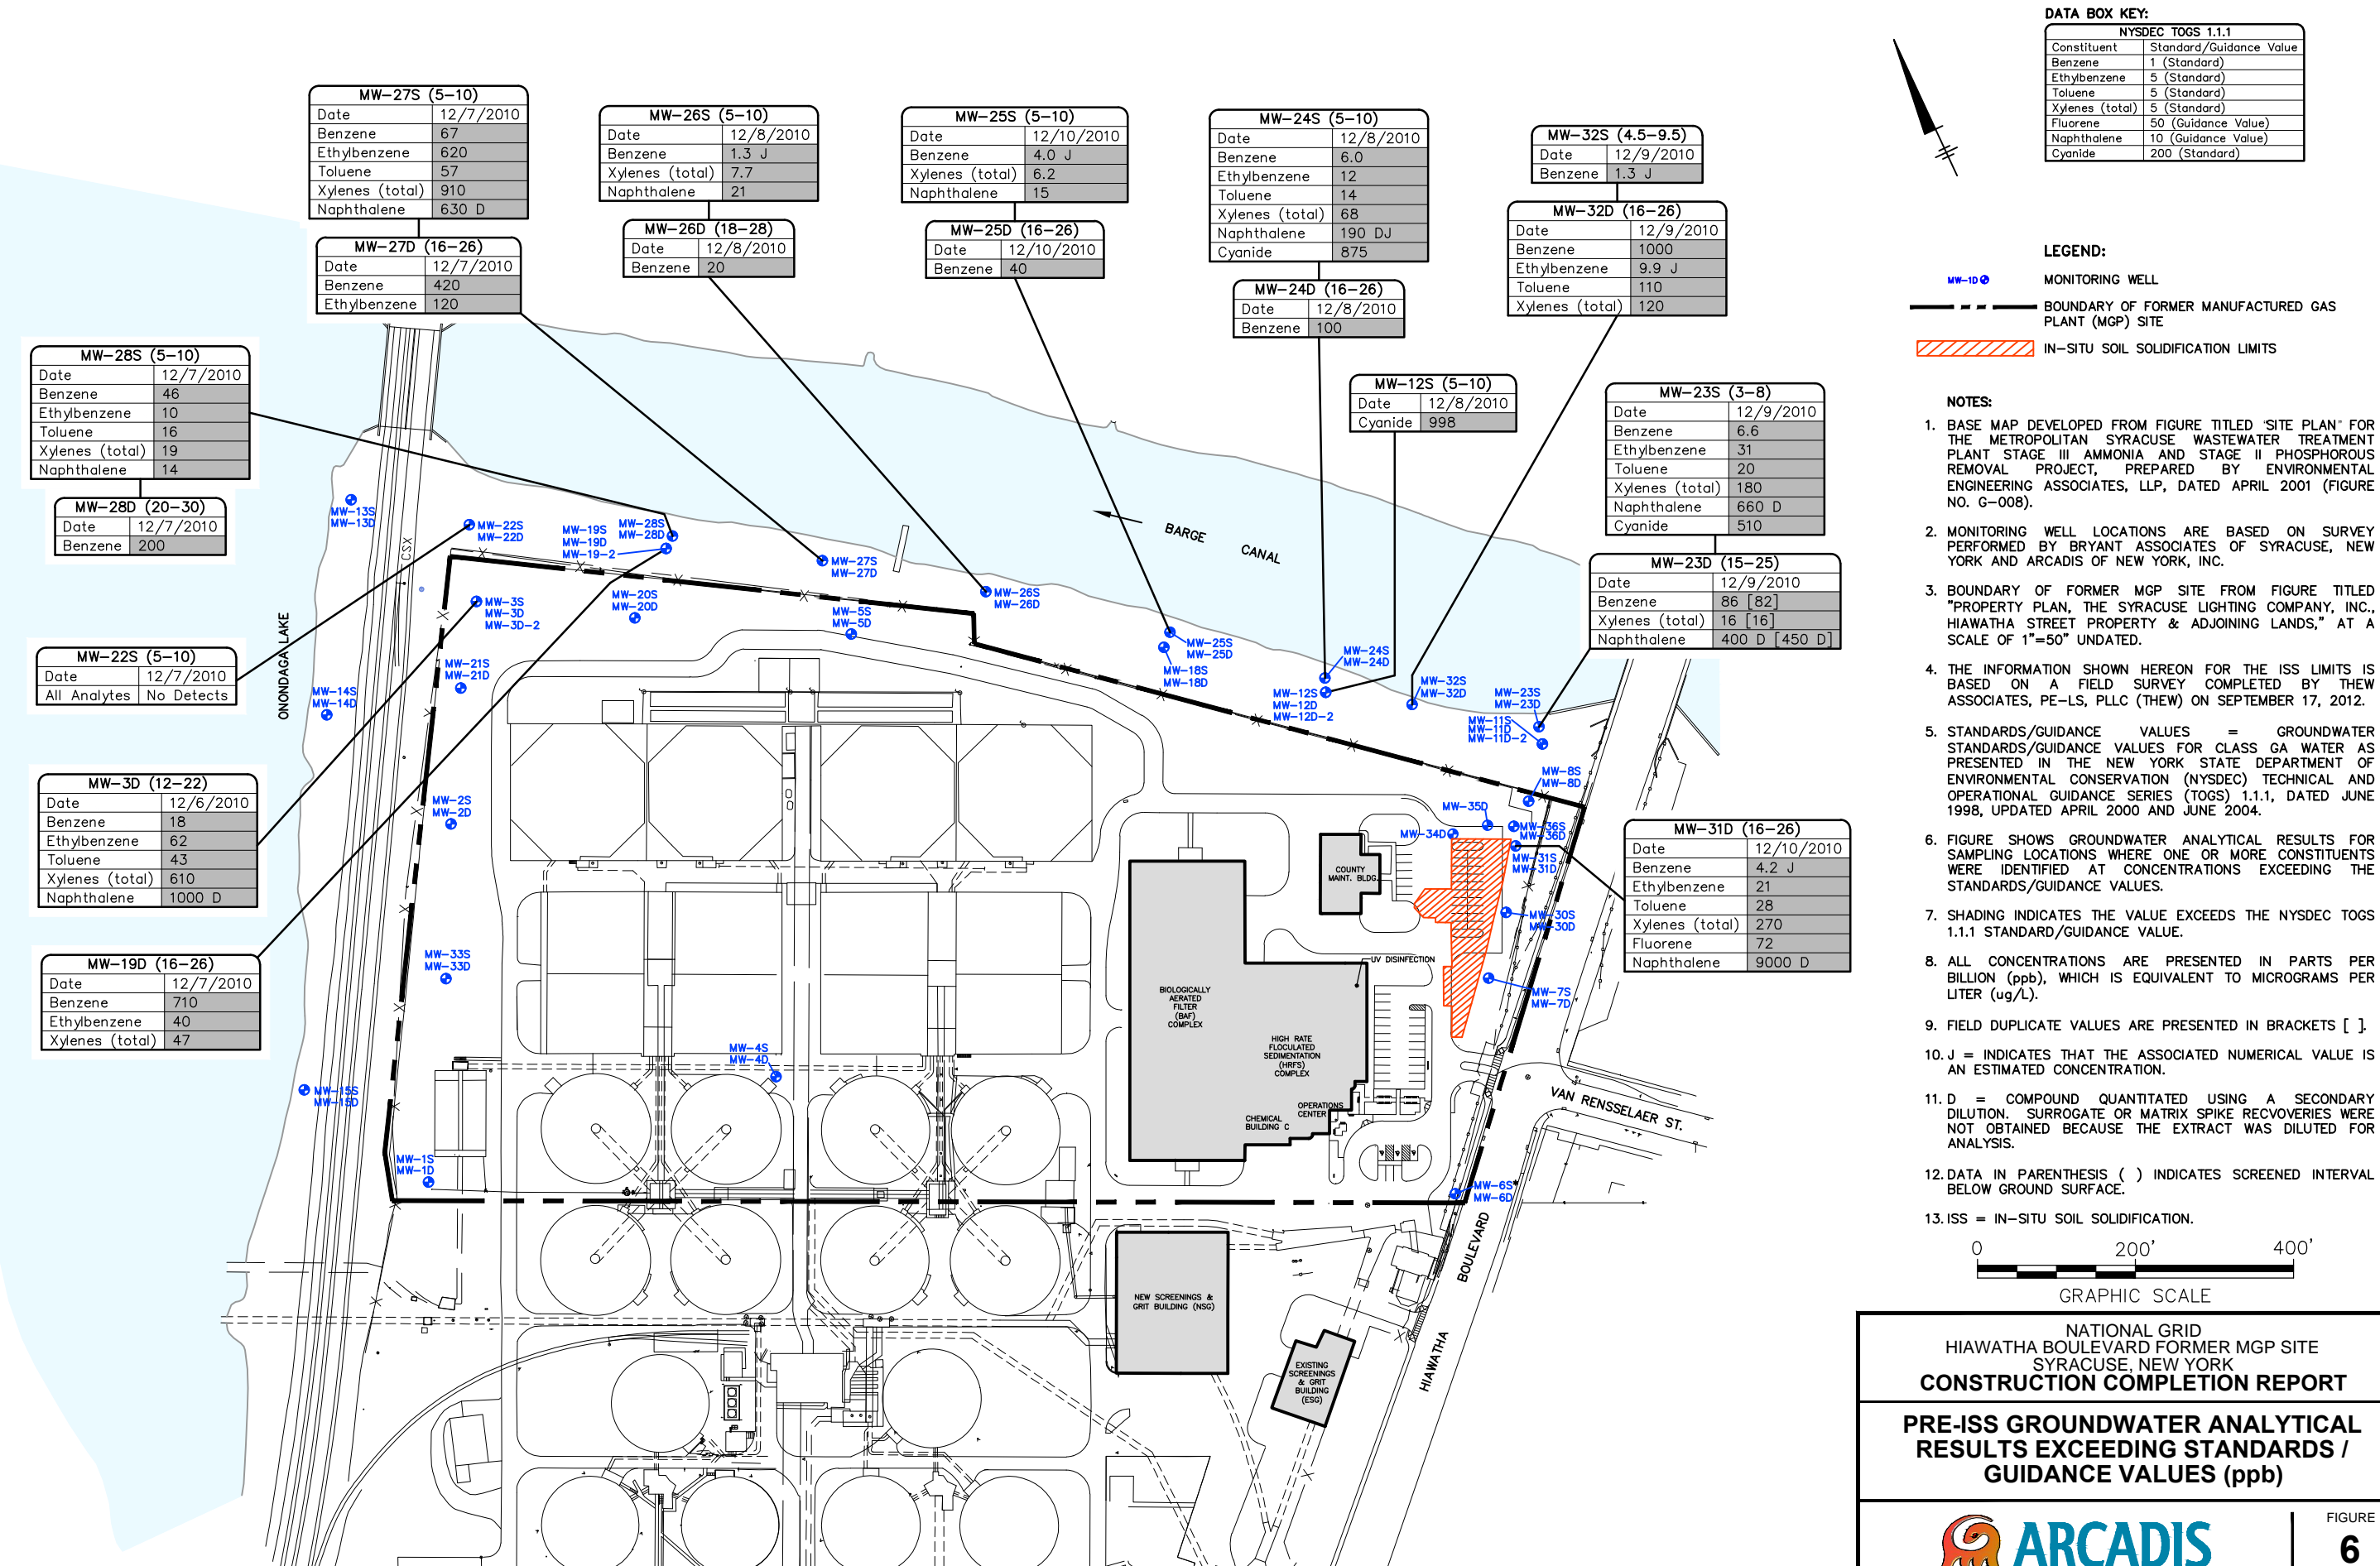 DATA BOX KEY:
NYSDEC TOGS 1.1.1
Constituent Standard/Guidance Value
Benzene 1 (Standard)
Ethylbenzene 5 (Standard)
Toluene 5 (Standard)
Xylenes (total) 5 (Standard)
Fluorene 50 (Guidance Value)
Naphthalene 10 (Guidance Value)
Cyanide 200 (Standard)
MW-27S (5-10)
Date 12/7/2010
Benzene 67
Ethylbenzene 620
Toluene 57
Xylenes (total) 910
Naphthalene 630 D
MW-27D (16-26)
Date 12/7/2010
Benzene 420
Ethylbenzene 120
MW-26S (5-10)
Date 12/8/2010
Benzene 1.3 J
Xylenes (total) 7.7
Naphthalene 21
MW-26D (18-28)
Date 12/8/2010
Benzene 20
MW-25S (5-10)
Date 12/10/2010
Benzene 4.0 J
Xylenes (total) 6.2
Naphthalene 15
MW-25D (16-26)
Date 12/10/2010
Benzene 40
MW-24S (5-10)
Date 12/8/2010
Benzene 6.0
Ethylbenzene 12
Toluene 14
Xylenes (total) 68
Naphthalene 190 DJ
Cyanide 875
MW-24D (16-26)
Date 12/8/2010
Benzene 100
MW-32S (4.5-9.5)
Date 12/9/2010
Benzene 1.3 J
MW-32D (16-26)
Date 12/9/2010
Benzene 1000
Ethylbenzene 9.9 J
Toluene 110
Xylenes (total) 120
MW-12S (5-10)
Date 12/8/2010
Cyanide 998
MW-23S (3-8)
Date 12/9/2010
Benzene 6.6
Ethylbenzene 31
Toluene 20
Xylenes (total) 180
Naphthalene 660 D
Cyanide 510
MW-23D (15-25)
Date 12/9/2010
Benzene 86 [82]
Xylenes (total) 16 [16]
Naphthalene 400 D [450 D]
MW-28S (5-10)
Date 12/7/2010
Benzene 46
Ethylbenzene 10
Toluene 16
Xylenes (total) 19
Naphthalene 14
MW-28D (20-30)
Date 12/7/2010
Benzene 200
MW-22S (5-10)
Date 12/7/2010
All Analytes No Detects
MW-3D (12-22)
Date 12/6/2010
Benzene 18
Ethylbenzene 62
Toluene 43
Xylenes (total) 610
Naphthalene 1000 D
MW-19D (16-26)
Date 12/7/2010
Benzene 710
Ethylbenzene 40
Xylenes (total) 47
MW-31D (16-26)
Date 12/10/2010
Benzene 4.2 J
Ethylbenzene 21
Toluene 28
Xylenes (total) 270
Fluorene 72
Naphthalene 9000 D
MW-13S
MW-13D
MW-22S
MW-22D
MW-19S
MW-19D
MW-19-2
MW-28S
MW-28D
MW-27S
MW-27D
MW-26S
MW-26D
MW-3S
MW-3D
MW-3D-2
MW-20S
MW-20D
MW-5S
MW-5D
MW-25S
MW-25D
MW-18S
MW-18D
MW-24S
MW-24D
MW-12S
MW-12D
MW-12D-2
MW-32S
MW-32D
MW-23S
MW-23D
MW-11S
MW-11D
MW-11D-2
MW-8S
MW-8D
MW-21S
MW-21D
MW-14S
MW-14D
MW-2S
MW-2D
MW-35D
MW-34D
MW-36S
MW-36D
MW-31S
MW-31D
MW-30S
MW-30D
MW-33S
MW-33D
MW-7S
MW-7D
MW-4S
MW-4D
MW-15S
MW-15D
MW-1S
MW-1D
MW-6S*
MW-6D
CSX
ONONDAGA LAKE
BARGE CANAL
COUNTY
MAINT. BLDG.
UV DISINFECTION
BIOLOGICALLY
AERATED
FILTER
(BAF)
COMPLEX
HIGH RATE
FLOCULATED
SEDIMENTATION
(HRFS)
COMPLEX
OPERATIONS
CENTER
CHEMICAL
BUILDING C
VAN RENSSELAER ST.
HIAWATHA BOULEVARD
NEW SCREENINGS &
GRIT BUILDING (NSG)
EXISTING
SCREENINGS
& GRIT
BUILDING
(ESG)
LEGEND:
MW-1D MONITORING WELL
BOUNDARY OF FORMER MANUFACTURED GAS
PLANT (MGP) SITE
IN-SITU SOIL SOLIDIFICATION LIMITS
NOTES:
1. BASE MAP DEVELOPED FROM FIGURE TITLED "SITE PLAN" FOR
THE METROPOLITAN SYRACUSE WASTEWATER TREATMENT
PLANT STAGE III AMMONIA AND STAGE II PHOSPHOROUS
REMOVAL PROJECT, PREPARED BY ENVIRONMENTAL
ENGINEERING ASSOCIATES, LLP, DATED APRIL 2001 (FIGURE
NO. G-008).
2. MONITORING WELL LOCATIONS ARE BASED ON SURVEY
PERFORMED BY BRYANT ASSOCIATES OF SYRACUSE, NEW
YORK AND ARCADIS OF NEW YORK, INC.
3. BOUNDARY OF FORMER MGP SITE FROM FIGURE TITLED
"PROPERTY PLAN, THE SYRACUSE LIGHTING COMPANY, INC.,
HIAWATHA STREET PROPERTY & ADJOINING LANDS," AT A
SCALE OF 1"=50" UNDATED.
4. THE INFORMATION SHOWN HEREON FOR THE ISS LIMITS IS
BASED ON A FIELD SURVEY COMPLETED BY THEW
ASSOCIATES, PE-LS, PLLC (THEW) ON SEPTEMBER 17, 2012.
5. STANDARDS/GUIDANCE VALUES = GROUNDWATER
STANDARDS/GUIDANCE VALUES FOR CLASS GA WATER AS
PRESENTED IN THE NEW YORK STATE DEPARTMENT OF
ENVIRONMENTAL CONSERVATION (NYSDEC) TECHNICAL AND
OPERATIONAL GUIDANCE SERIES (TOGS) 1.1.1, DATED JUNE
1998, UPDATED APRIL 2000 AND JUNE 2004.
6. FIGURE SHOWS GROUNDWATER ANALYTICAL RESULTS FOR
SAMPLING LOCATIONS WHERE ONE OR MORE CONSTITUENTS
WERE IDENTIFIED AT CONCENTRATIONS EXCEEDING THE
STANDARDS/GUIDANCE VALUES.
7. SHADING INDICATES THE VALUE EXCEEDS THE NYSDEC TOGS
1.1.1 STANDARD/GUIDANCE VALUE.
8. ALL CONCENTRATIONS ARE PRESENTED IN PARTS PER
BILLION (ppb), WHICH IS EQUIVALENT TO MICROGRAMS PER
LITER (ug/L).
9. FIELD DUPLICATE VALUES ARE PRESENTED IN BRACKETS [ ].
10. J = INDICATES THAT THE ASSOCIATED NUMERICAL VALUE IS
AN ESTIMATED CONCENTRATION.
11. D = COMPOUND QUANTITATED USING A SECONDARY
DILUTION. SURROGATE OR MATRIX SPIKE RECVOVERIES WERE
NOT OBTAINED BECAUSE THE EXTRACT WAS DILUTED FOR
ANALYSIS.
12. DATA IN PARENTHESIS ( ) INDICATES SCREENED INTERVAL
BELOW GROUND SURFACE.
13. ISS = IN-SITU SOIL SOLIDIFICATION.
0 200' 400'
GRAPHIC SCALE
NATIONAL GRID
HIAWATHA BOULEVARD FORMER MGP SITE
SYRACUSE, NEW YORK
CONSTRUCTION COMPLETION REPORT
PRE-ISS GROUNDWATER ANALYTICAL
RESULTS EXCEEDING STANDARDS /
GUIDANCE VALUES (ppb)
ARCADIS
FIGURE
6